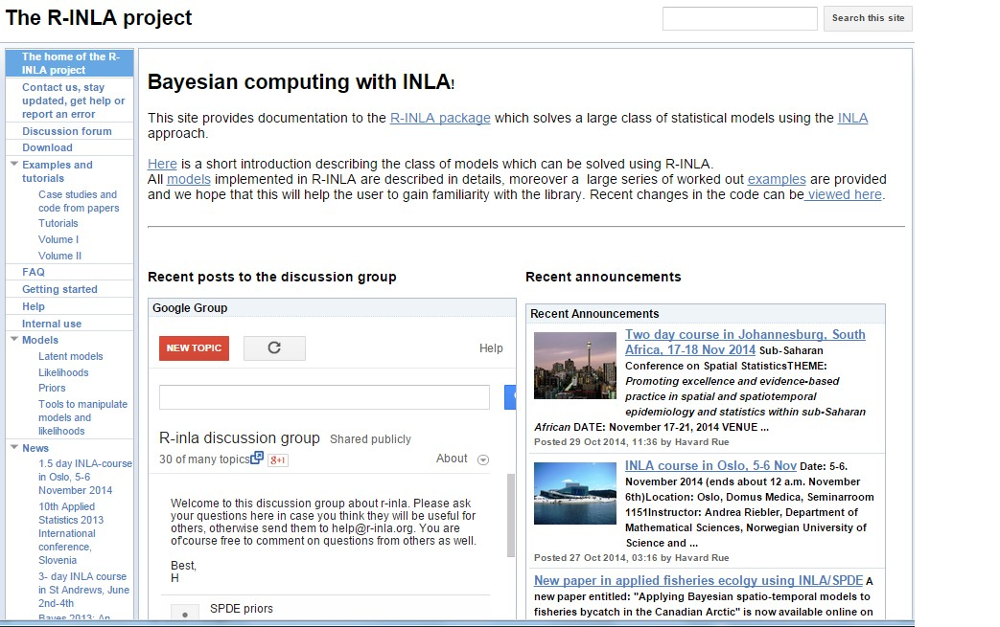 The R-INLA project
Search this site
The home of the R-
INLA project
Contact us, stay
updated, get help or
report an error
Discussion forum
Download
Examples and
tutorials
Case studies and
code from papers
Tutorials
Volume I
Volume II
FAQ
Getting started
Help
Internal use
Models
Latent models
Likelihoods
Priors
Tools to manipulate
models and
likelihoods
News
1.5 day INLA-course
in Oslo, 5-6
November 2014
10th Applied
Statistics 2013
International
conference,
Slovenia
3- day INLA course
in St Andrews, June
2nd-4th
Bayes 2013: An
Bayesian computing with INLA!
This site provides documentation to the R-INLA package which solves a large class of statistical models using the INLA
approach.
Here is a short introduction describing the class of models which can be solved using R-INLA.
All models implemented in R-INLA are described in details, moreover a large series of worked out examples are provided
and we hope that this will help the user to gain familiarity with the library. Recent changes in the code can be viewed here.
Recent posts to the discussion group
Google Group
NEW TOPIC
Help
R-inla discussion group Shared publicly
30 of many topics
g+1
About
Welcome to this discussion group about r-inla. Please ask
your questions here in case you think they will be useful for
others, otherwise send them to help@r-inla.org. You are
of'course free to comment on questions from others as well.
Best,
H
SPDE priors
Recent announcements
Recent Announcements
Two day course in Johannesburg, South
Africa, 17-18 Nov 2014 Sub-Saharan
Conference on Spatial StatisticsTHEME:
Promoting excellence and evidence-based
practice in spatial and spatiotemporal
epidemiology and statistics within sub-Saharan
African DATE: November 17-21, 2014 VENUE ...
Posted 29 Oct 2014, 11:36 by Havard Rue
INLA course in Oslo, 5-6 Nov Date: 5-6.
November 2014 (ends about 12 a.m. November
6th)Location: Oslo, Domus Medica, Seminarroom
1151Instructor: Andrea Riebler, Department of
Mathematical Sciences, Norwegian University of
Science and ...
Posted 27 Oct 2014, 03:16 by Havard Rue
New paper in applied fisheries ecolgy using INLA/SPDE A
new paper entitled: "Applying Bayesian spatio-temporal models to
fisheries bycatch in the Canadian Arctic" is now available online on